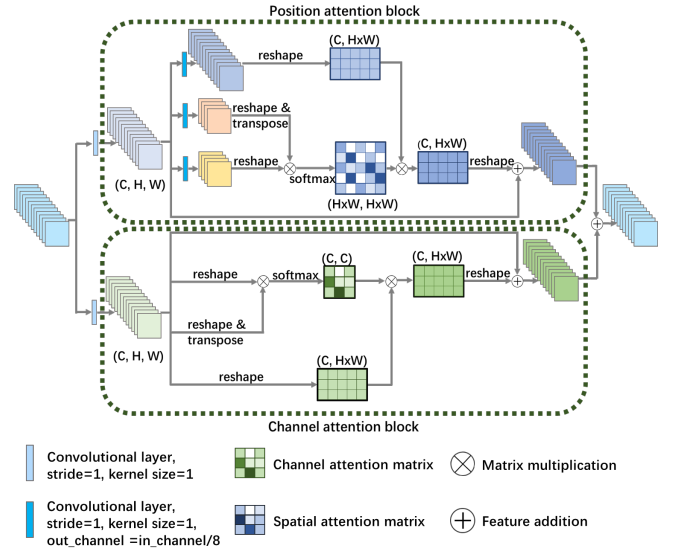 Position attention block
reshape
(C, HxW)
reshape &
transpose
(C, H, W)
reshape
softmax
(HxW, HxW)
(C, HxW)
reshape
(C, C)
(C, HxW)
reshape
softmax
reshape
reshape &
transpose
(C, H, W)
(C, HxW)
reshape
Channel attention block
Convolutional layer,
stride=1, kernel size=1
Channel attention matrix
Matrix multiplication
Convolutional layer,
stride=1, kernel size=1,
out_channel =in_channel/8
Spatial attention matrix
Feature addition